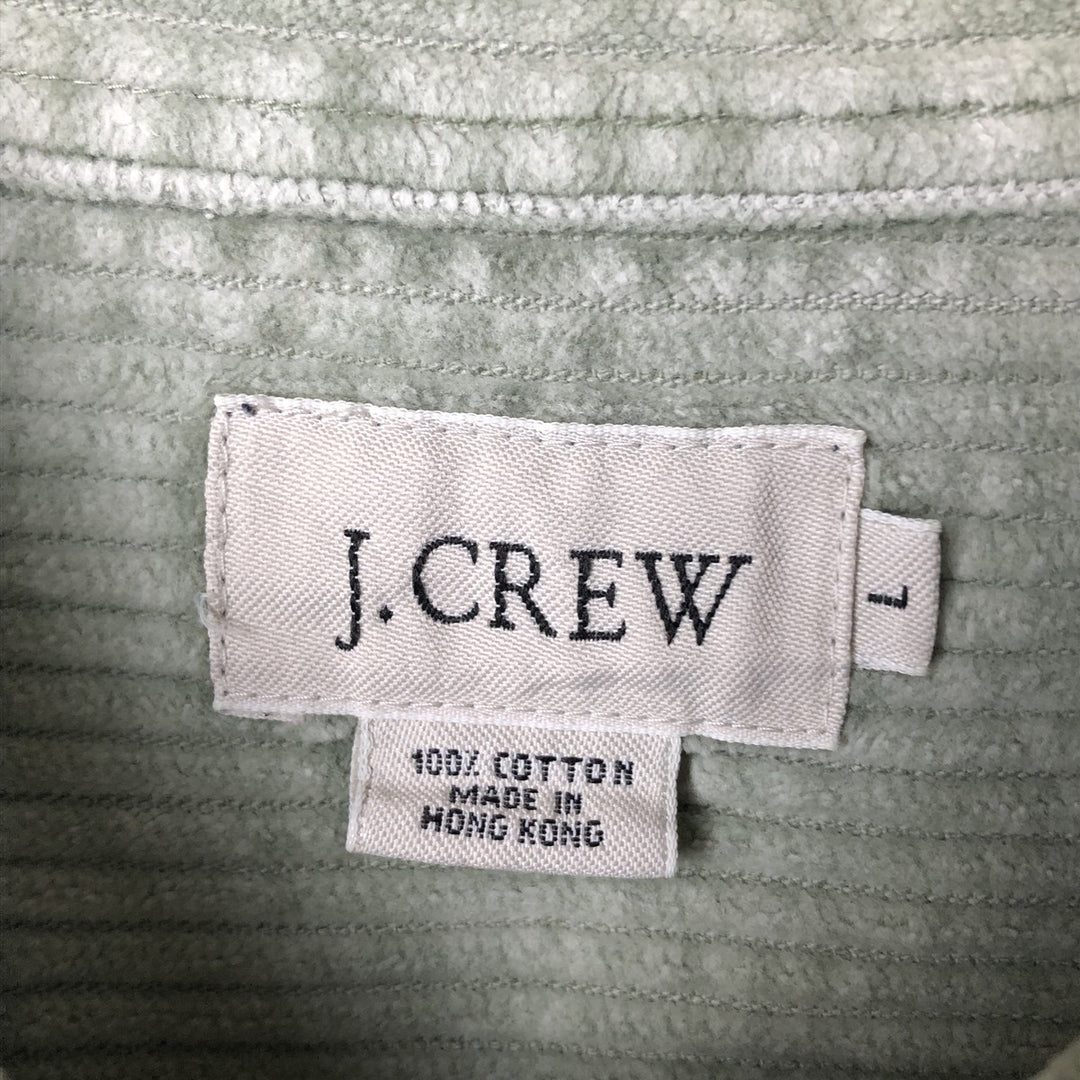 J.CREW
L
100% COTTON
MADE IN
HONG KONG